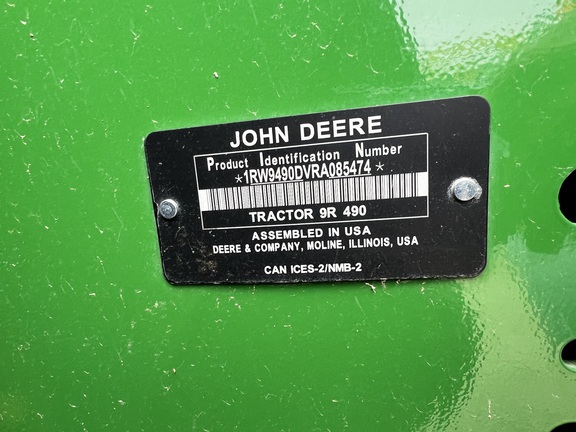 JOHN DEERE
Product Identification Number
*1RW9490DVRA085474*
TRACTOR 9R 490
ASSEMBLED IN USA
DEERE & COMPANY, MOLINE, ILLINOIS, USA
CAN ICES-2/NMB-2